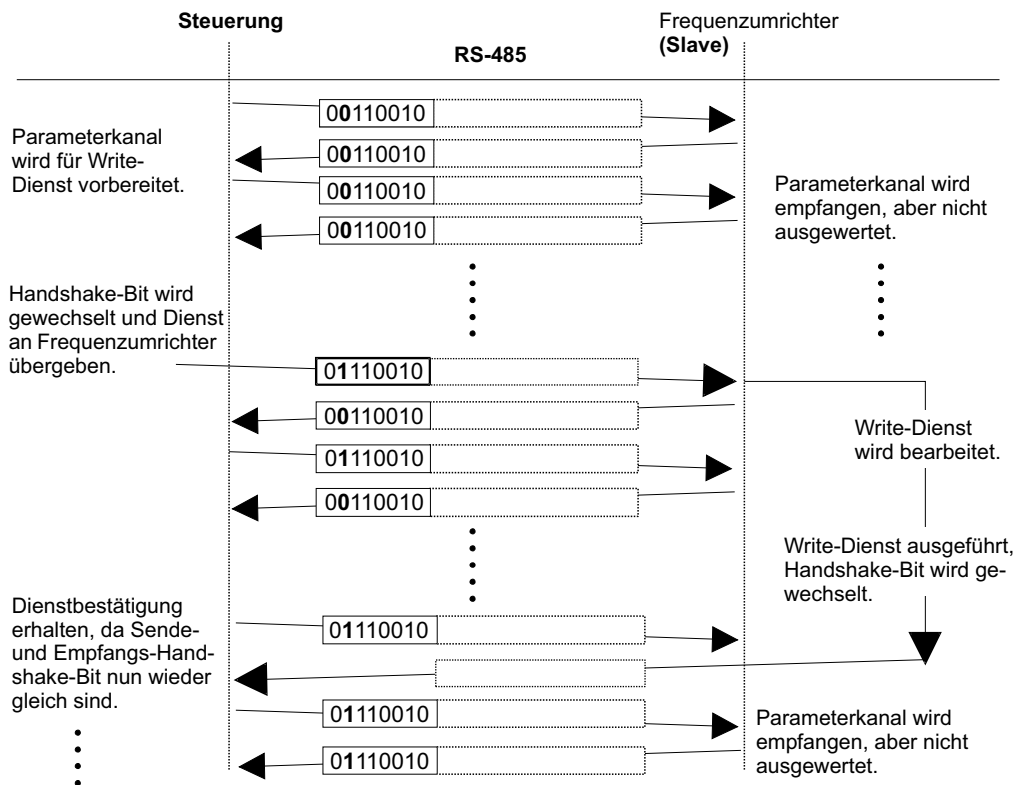 Steuerung
Frequenzumrichter
(Slave)
RS-485
00110010
Parameterkanal
wird für Write-
Dienst vorbereitet.
00110010
00110010
00110010
Parameterkanal wird
empfangen, aber nicht
ausgewertet.
Handshake-Bit wird
gewechselt und Dienst
an Frequenzumrichter
übergeben.
01110010
00110010
01110010
00110010
Write-Dienst
wird bearbeitet.
Write-Dienst ausgeführt,
Handshake-Bit wird ge-
wechselt.
Dienstbestätigung
erhalten, da Sende-
und Empfangs-Hand-
shake-Bit nun wieder
gleich sind.
01110010
01110010
01110010
Parameterkanal wird
empfangen, aber nicht
ausgewertet.